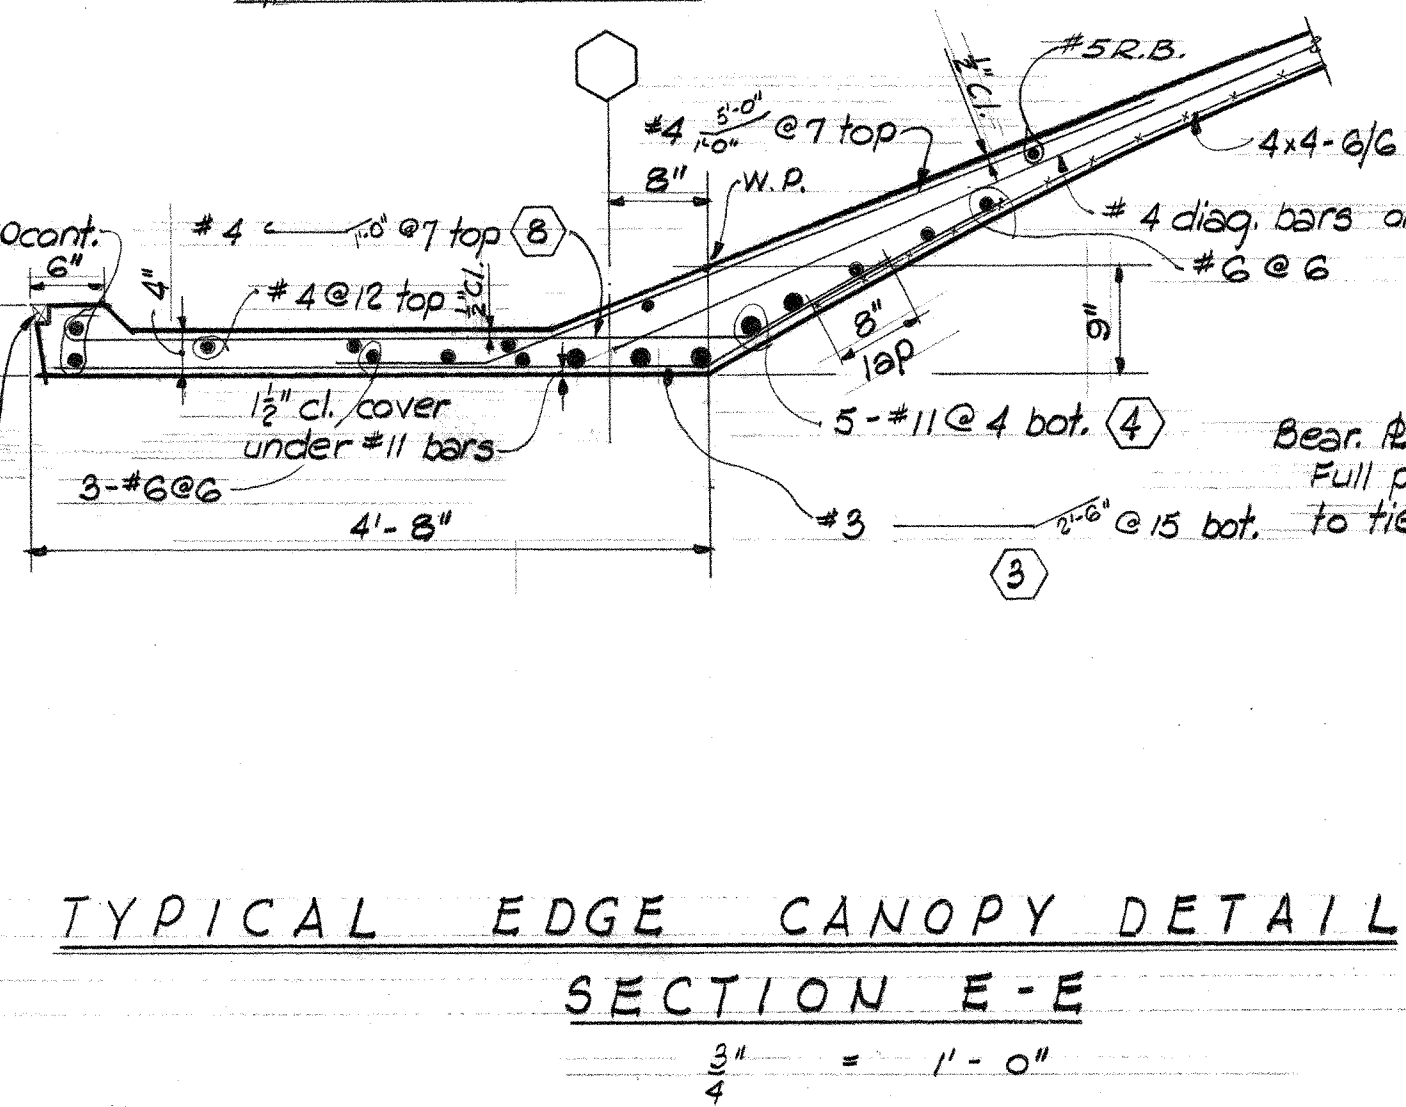 #5 R.B.
½" Cl.
#4 5'-0" 1'-0" @ 7 top
4x4-6/6
8"
W.P.
cont.
#4 1'-0" @ 7 top 8
# 4 diag. bars
6"
4"
#6 @ 6
#4 @ 12 top
½" Cl.
8"
lap
9"
1½" cl. cover
under #11 bars
5-#11 @ 4 bot. 4
Bear. ℄
Full
3-#6@6
4'-8"
#3 2'-6" @ 15 bot.
to
3
TYPICAL EDGE CANOPY DETAIL
SECTION E-E
¾" = 1'-0"